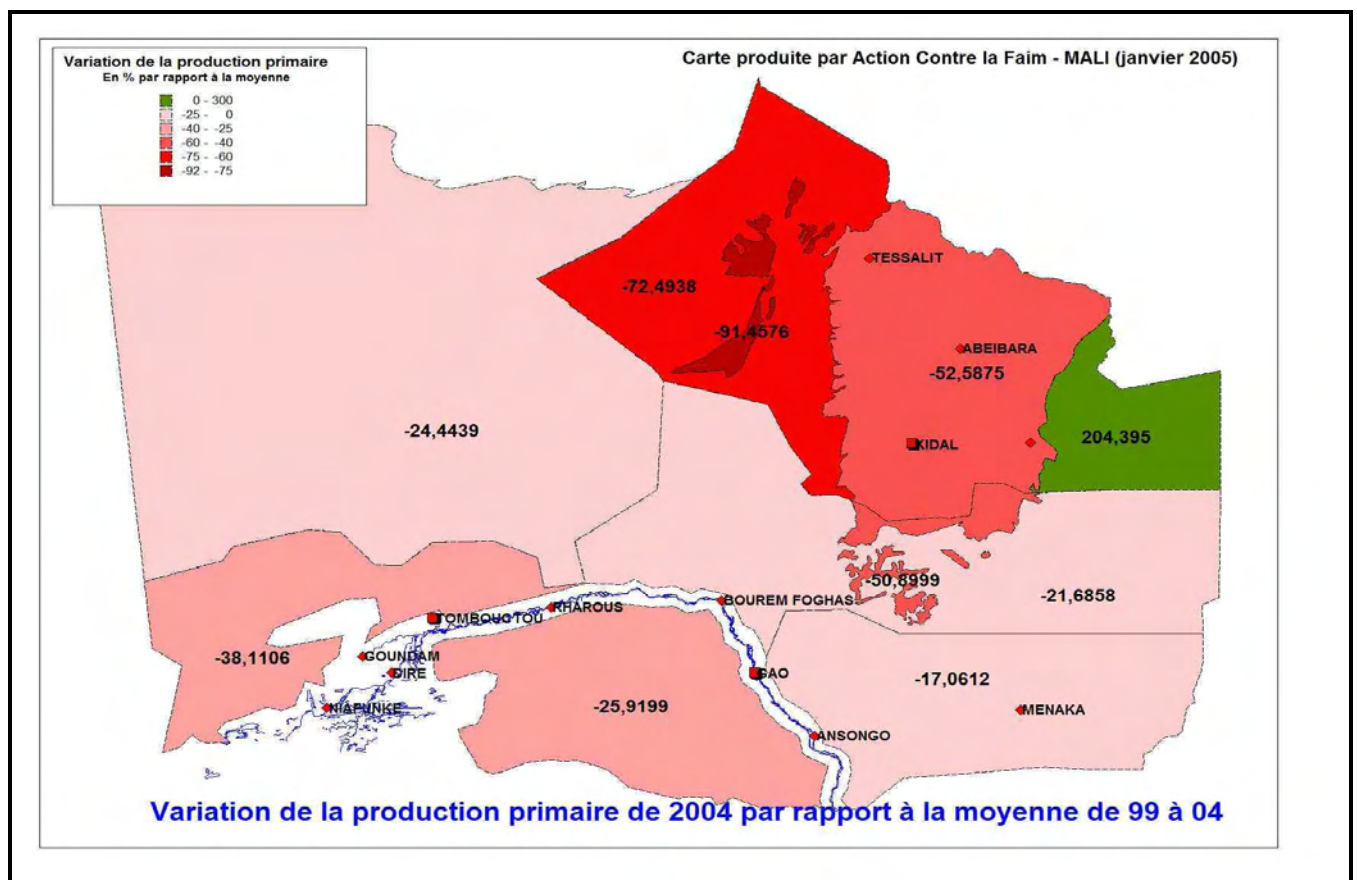 Variation de la production primaire
En % par rapport à la moyenne
0 - 300
-25 - 0
-40 - -25
-60 - -40
-75 - -60
-92 - -75
Carte produite par Action Contre la Faim - MALI (janvier 2005)
TESSALIT
-72,4938
-91,4576
ABEIBARA
-52,5875
-24,4439
KIDAL
204,395
-50,8999
-21,6858
BOUREM FOGHAS
RHAROUS
TOMBOUCTOU
GOUNDAM
-38,1106
DIRE
GAO
-17,0612
NIAFUNKE
-25,9199
MENAKA
ANSONGO
Variation de la production primaire de 2004 par rapport à la moyenne de 99 à 04